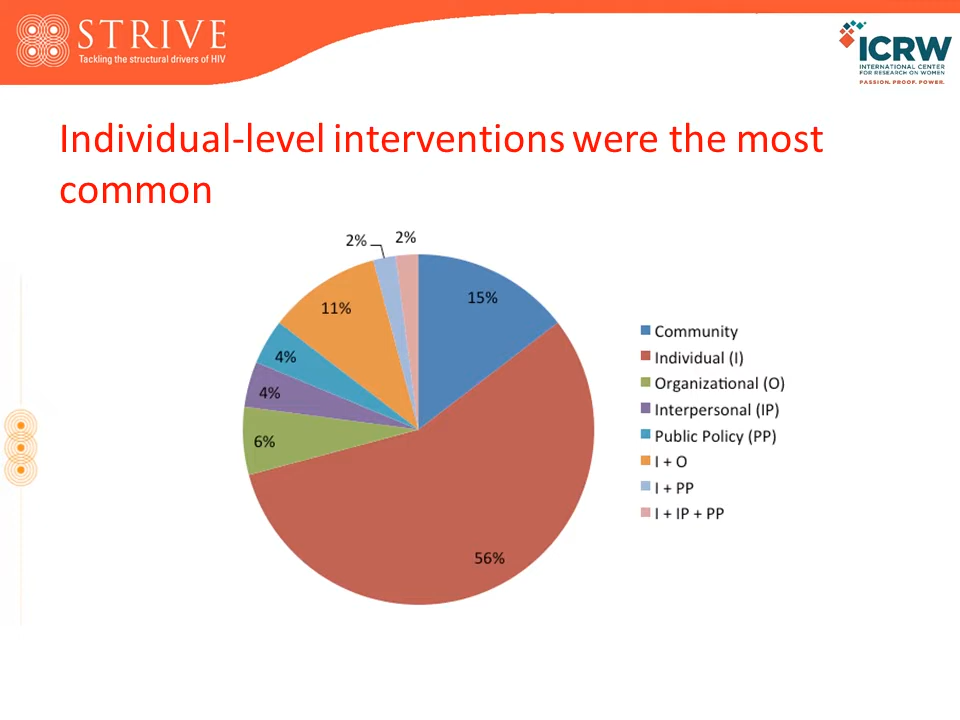 STRIVE
Tackling the structural drivers of HIV
ICRW
INTERNATIONAL CENTER
FOR RESEARCH ON WOMEN
PASSION. PROOF. POWER.
Individual-level interventions were the most
common
2%
2%
15%
11%
4%
4%
6%
56%
Community
Individual (I)
Organizational (O)
Interpersonal (IP)
Public Policy (PP)
I + O
I + PP
I + IP + PP